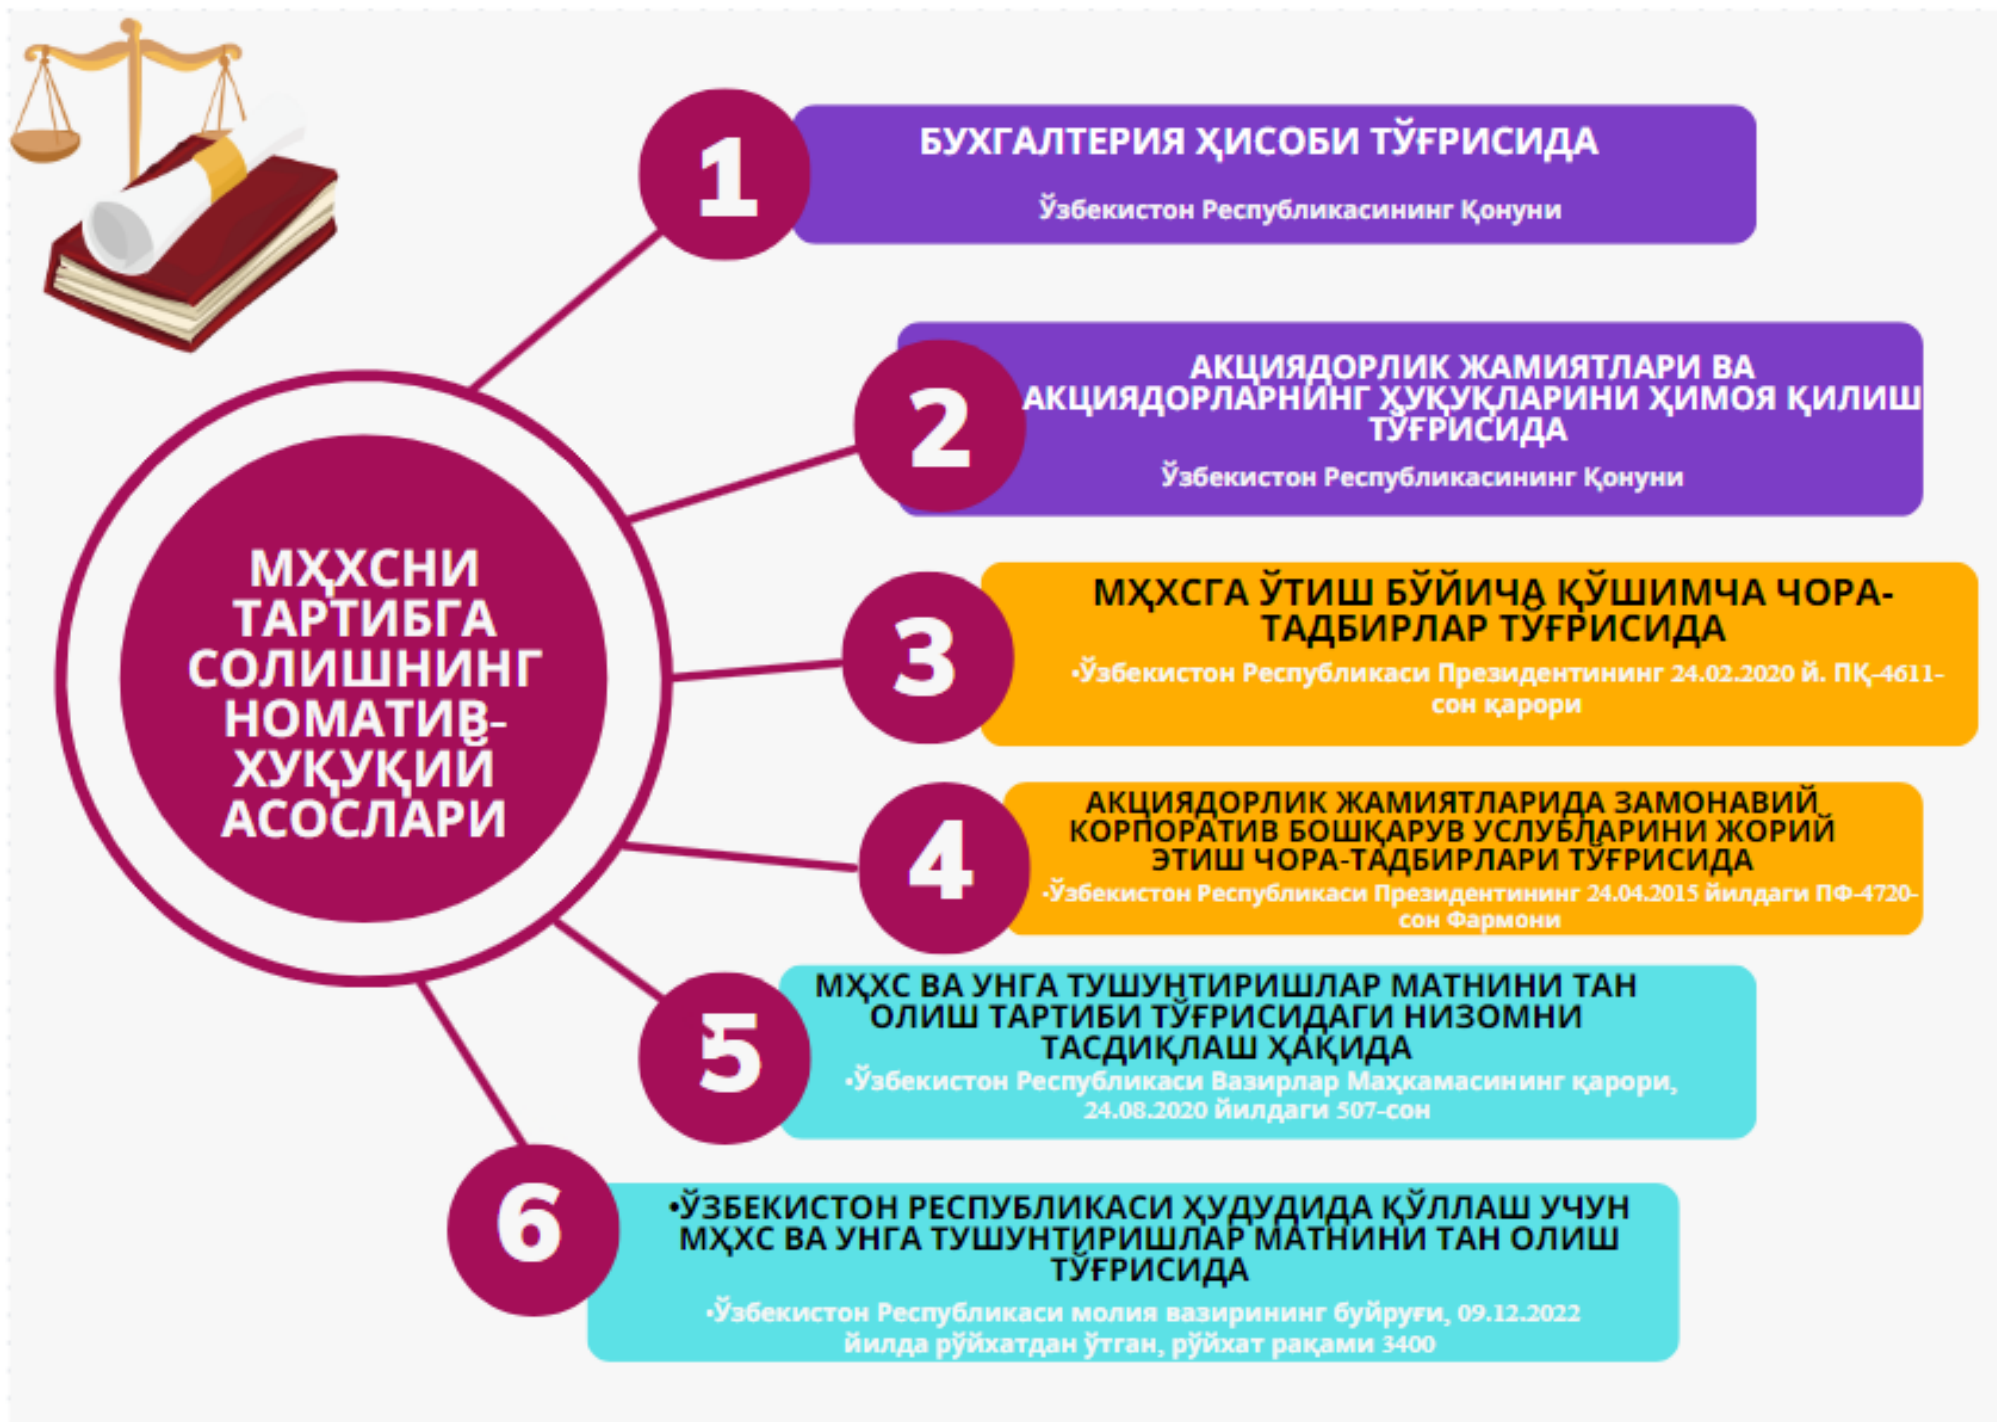 МҲХСНИ
ТАРТИБГА
СОЛИШНИНГ
НОМАТИВ-
ХУҚУҚИЙ
АСОСЛАРИ
1
БУХГАЛТЕРИЯ ҲИСОБИ ТЎҒРИСИДА
Ўзбекистон Республикасининг Қонуни
2
АКЦИЯДОРЛИК ЖАМИЯТЛАРИ ВА
АКЦИЯДОРЛАРНИНГ ҲУҚУҚЛАРИНИ ҲИМОЯ ҚИЛИШ
ТЎҒРИСИДА
Ўзбекистон Республикасининг Қонуни
3
МҲХСГА ЎТИШ БЎЙИЧА ҚЎШИМЧА ЧОРА-
ТАДБИРЛАР ТЎҒРИСИДА
•Ўзбекистон Республикаси Президентининг 24.02.2020 й. ПҚ-4611-
сон қарори
4
АКЦИЯДОРЛИК ЖАМИЯТЛАРИДА ЗАМОНАВИЙ
КОРПОРАТИВ БОШҚАРУВ УСЛУБЛАРИНИ ЖОРИЙ
ЭТИШ ЧОРА-ТАДБИРЛАРИ ТЎҒРИСИДА
•Ўзбекистон Республикаси Президентининг 24.04.2015 йилдаги ПФ-4720-
сон Фармони
5
МҲХС ВА УНГА ТУШУНТИРИШЛАР МАТНИНИ ТАН
ОЛИШ ТАРТИБИ ТЎҒРИСИДАГИ НИЗОМНИ
ТАСДИҚЛАШ ҲАҚИДА
•Ўзбекистон Республикаси Вазирлар Маҳкамасининг қарори,
24.08.2020 йилдаги 507-сон
6
•ЎЗБЕКИСТОН РЕСПУБЛИКАСИ ҲУДУДИДА ҚЎЛЛАШ УЧУН
МҲХС ВА УНГА ТУШУНТИРИШЛАР МАТНИНИ ТАН ОЛИШ
ТЎҒРИСИДА
•Ўзбекистон Республикаси молия вазирининг буйруғи, 09.12.2022
йилда рўйхатдан ўтган, рўйхат рақами 3400